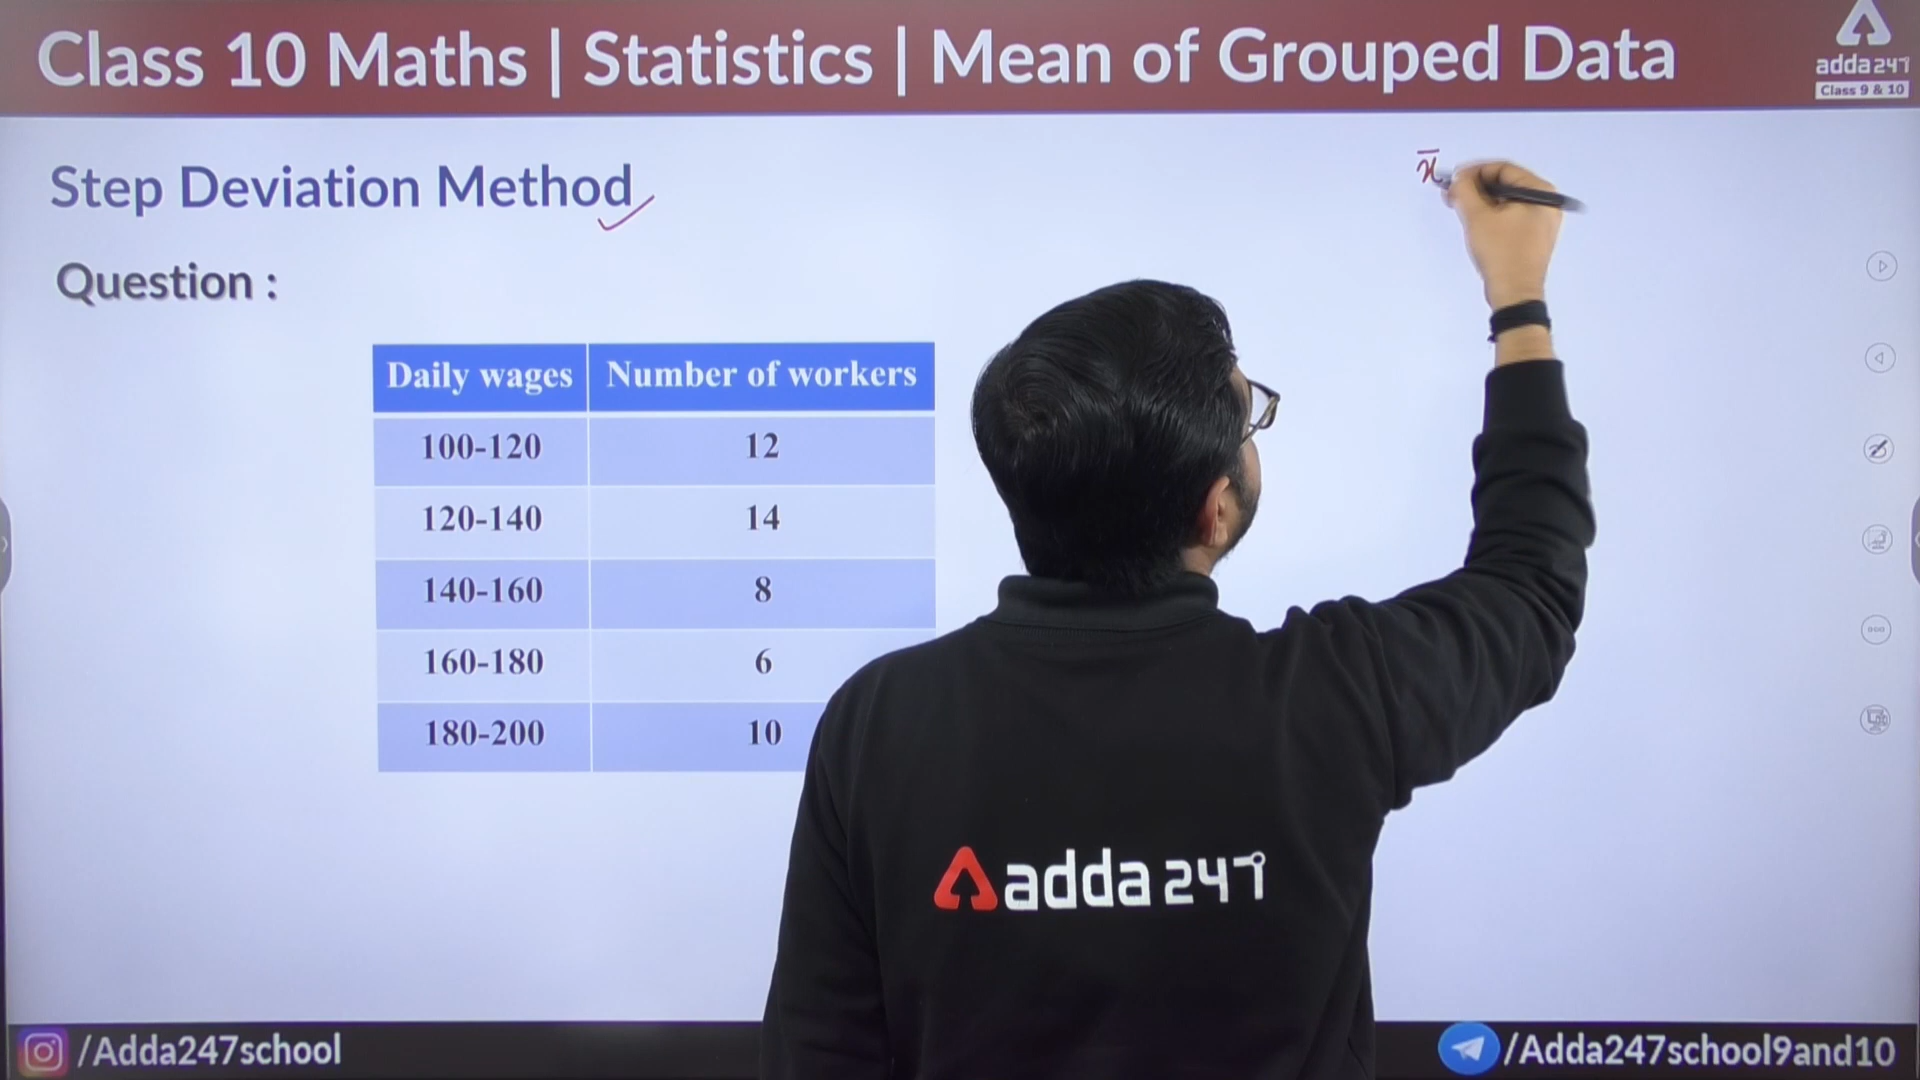 Class 10 Maths | Statistics | Mean of Grouped Data
adda247
Class 9 & 10
Step Deviation Method
x̄
Question :
Daily wages Number of workers
100-120 12
120-140 14
140-160 8
160-180 6
180-200 10
adda247
/Adda247school
/Adda247school9and10